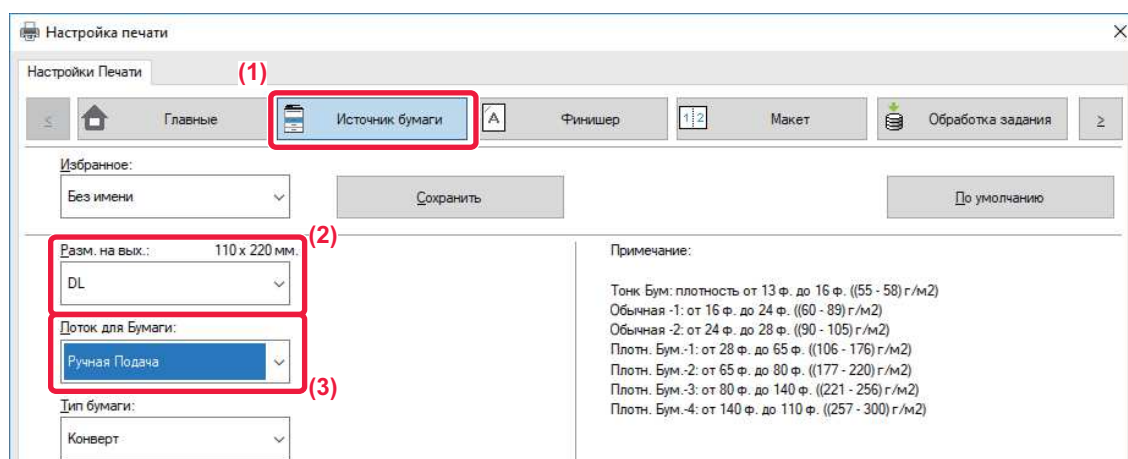 Настройка печати
Настройки Печати
(1)
Главные
Источник бумаги
Финишер
Макет
Обработка задания
Избранное:
Без имени
Сохранить
По умолчанию
(2)
Разм. на вых.: 110 x 220 мм.
DL
Лоток для Бумаги:
Ручная Подача
(3)
Тип бумаги:
Конверт
Примечание:
Тонк Бум: плотность от 13 ф. до 16 ф. ((55 - 58) г/м2)
Обычная -1: от 16 ф. до 24 ф. ((60 - 89) г/м2)
Обычная -2: от 24 ф. до 28 ф. ((90 - 105) г/м2)
Плотн. Бум.-1: от 28 ф. до 65 ф. ((106 - 176) г/м2)
Плотн. Бум.-2: от 65 ф. до 80 ф. ((177 - 220) г/м2)
Плотн. Бум.-3: от 80 ф. до 140 ф. ((221 - 256) г/м2)
Плотн. Бум.-4: от 140 ф. до 110 ф. ((257 - 300) г/м2)